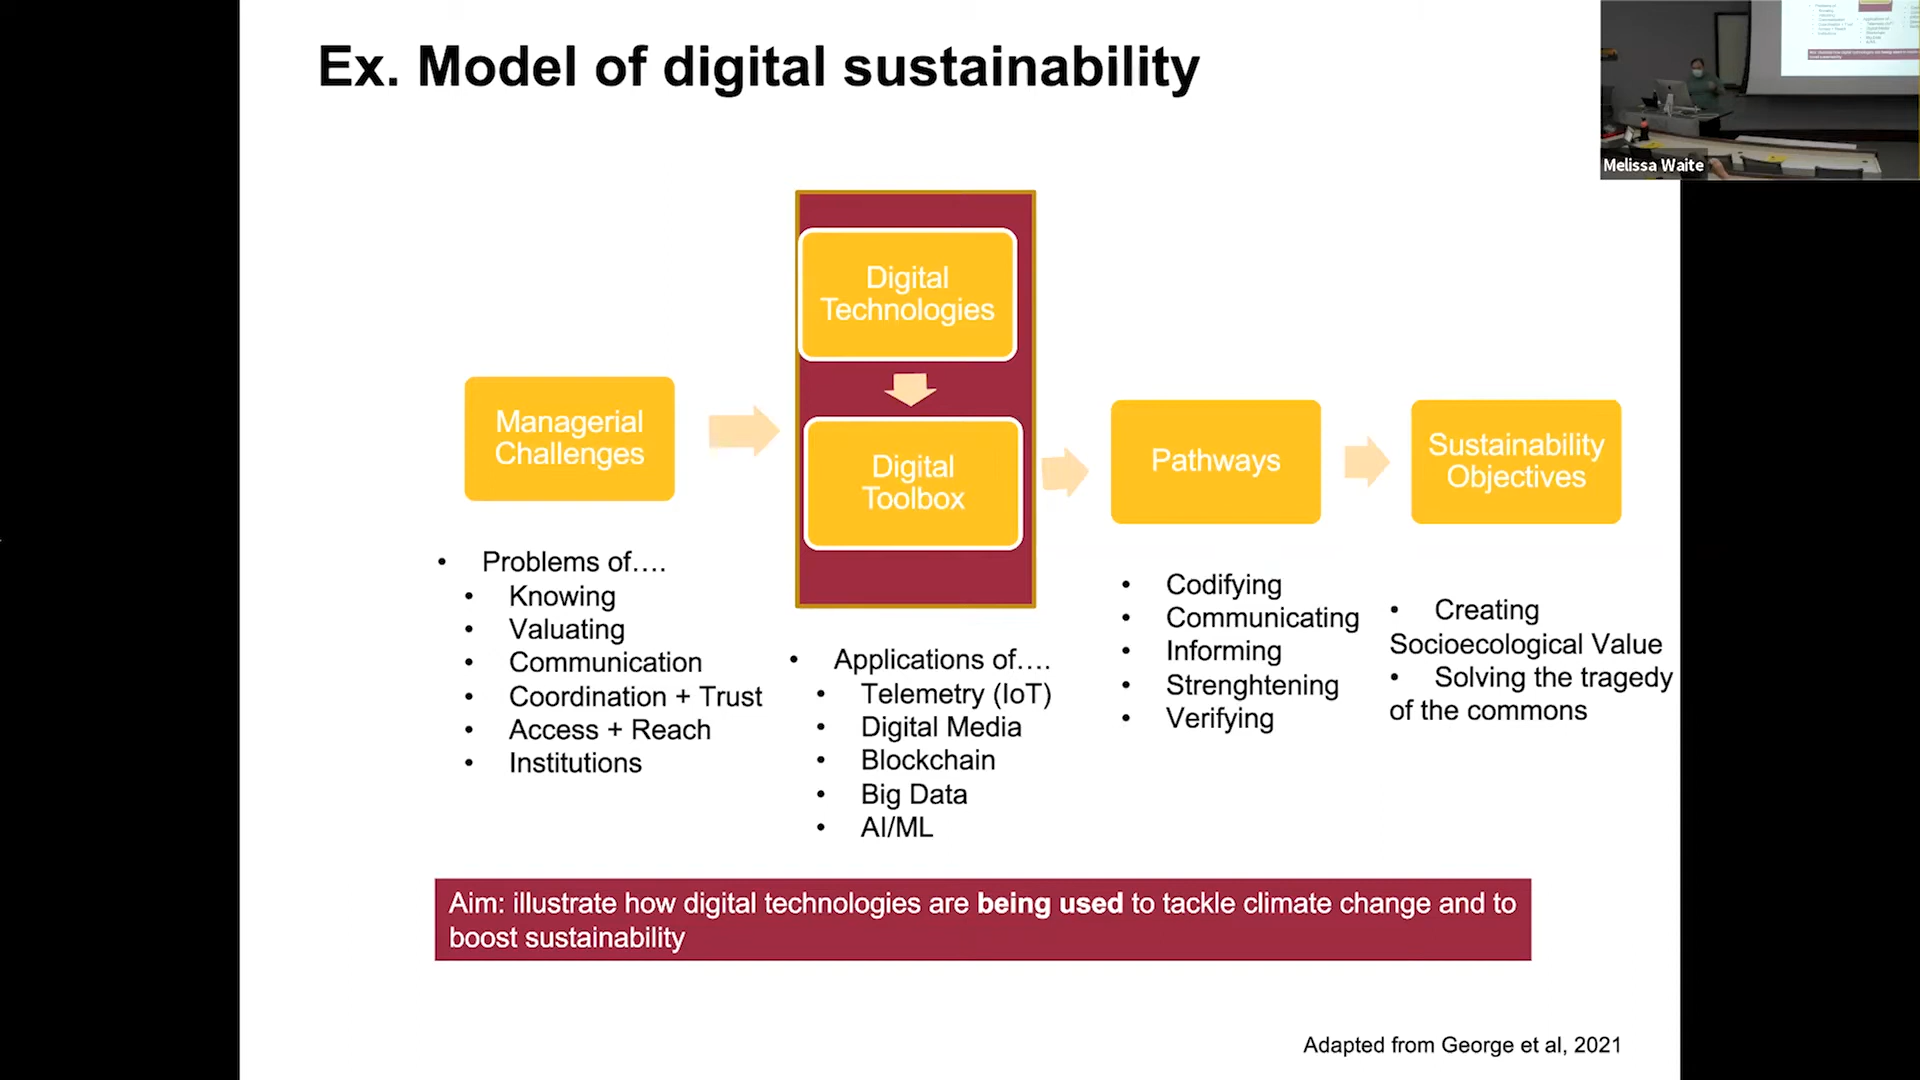 Ex. Model of digital sustainability
Melissa Waite
Digital
Technologies
Managerial
Challenges
Digital
Toolbox
Pathways
Sustainability
Objectives
• Problems of….
• Knowing
• Valuating
• Communication
• Coordination + Trust
• Access + Reach
• Institutions
• Applications of….
• Telemetry (IoT)
• Digital Media
• Blockchain
• Big Data
• AI/ML
• Codifying
• Communicating
• Informing
• Strenghtening
• Verifying
• Creating
Socioecological Value
• Solving the tragedy
of the commons
Aim: illustrate how digital technologies are being used to tackle climate change and to
boost sustainability
Adapted from George et al, 2021